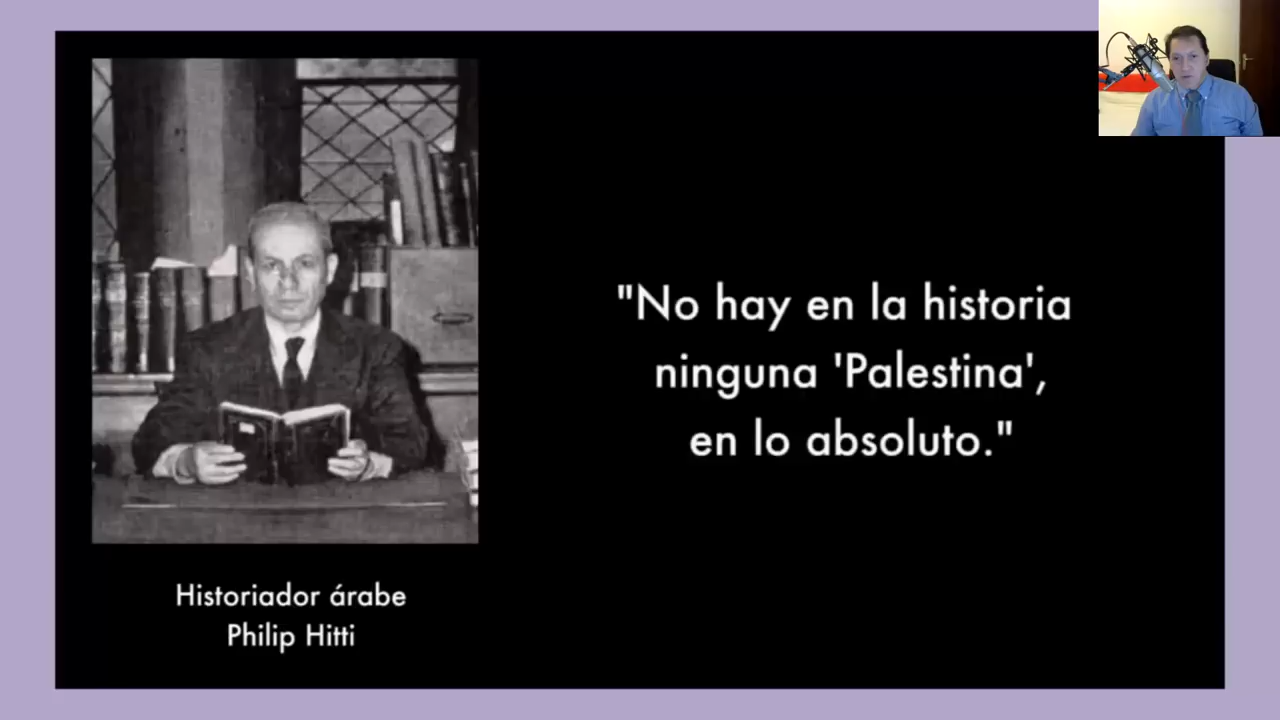 "No hay en la historia
ninguna 'Palestina',
en lo absoluto."
Historiador árabe
Philip Hitti